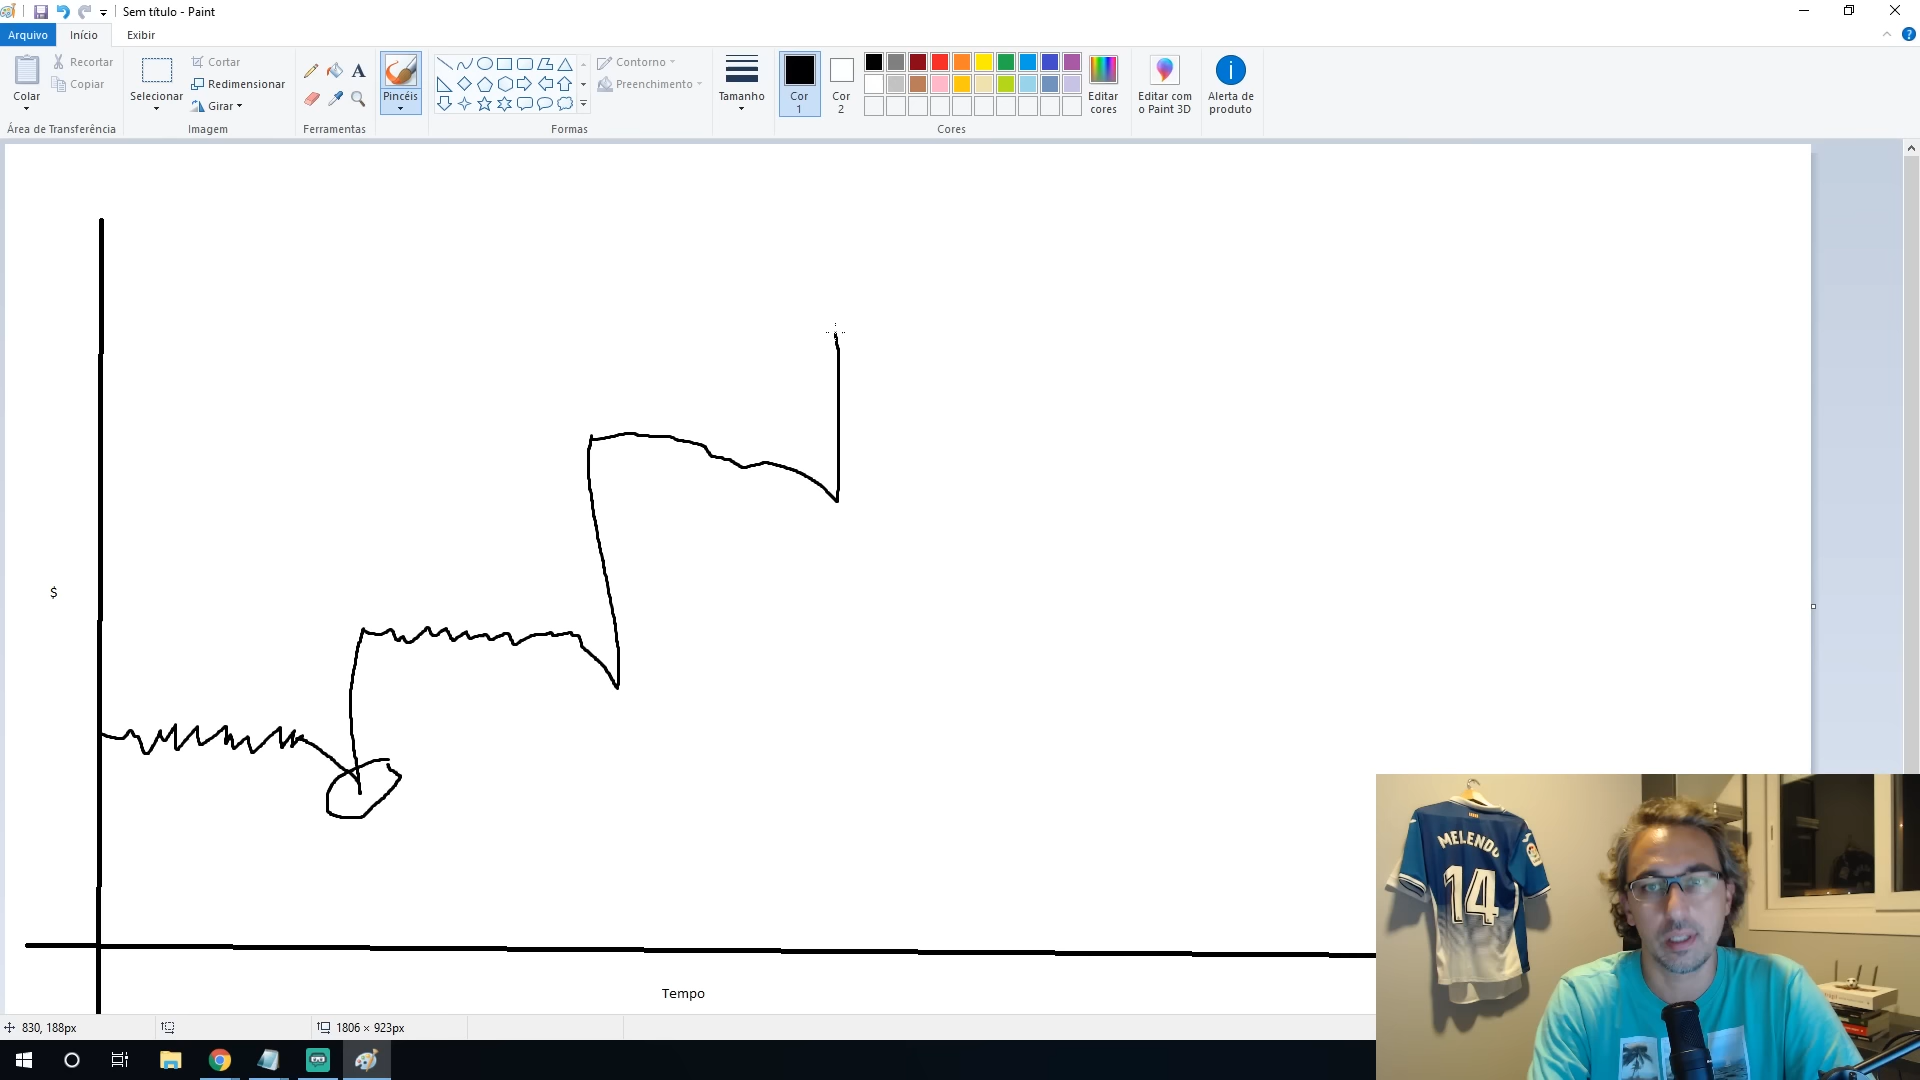 Sem título - Paint
Arquivo
Início
Exibir
Colar
Recortar
Copiar
Área de Transferência
Selecionar
Cortar
Redimensionar
Girar
Imagem
A
Ferramentas
Pincéis
Contorno
Preenchimento
Formas
Tamanho
Cor
1
Cor
2
Cores
Editar
cores
Editar com
o Paint 3D
Alerta de
produto
$
Tempo
MELENDO
14
830, 188px
1806 × 923px